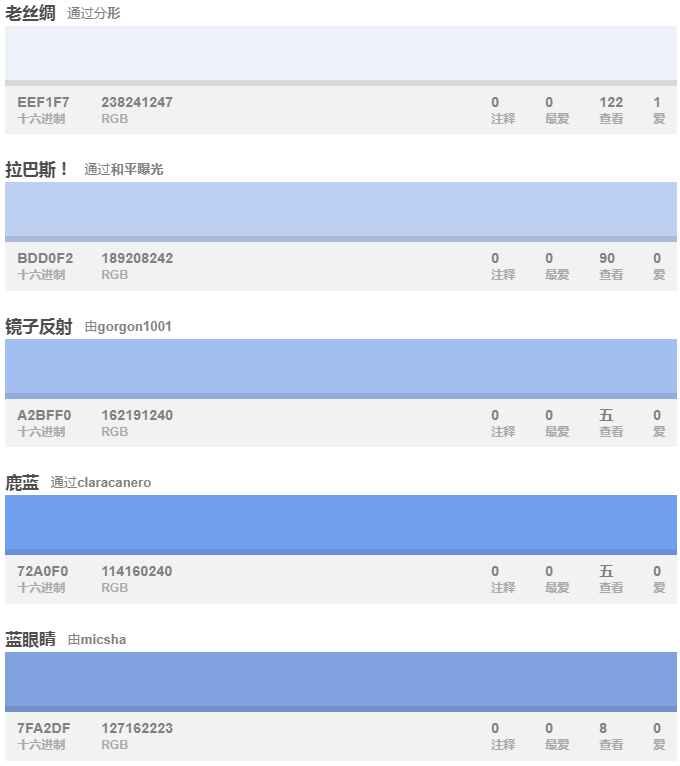 老丝绸 通过分形
EEF1F7 238241247 0 0 122 1
十六进制 RGB 注释 最爱 查看 爱
拉巴斯！ 通过和平曝光
BDD0F2 189208242 0 0 90 0
十六进制 RGB 注释 最爱 查看 爱
镜子反射 由gorgon1001
A2BFF0 162191240 0 0 五 0
十六进制 RGB 注释 最爱 查看 爱
鹿蓝 通过claracanero
72A0F0 114160240 0 0 五 0
十六进制 RGB 注释 最爱 查看 爱
蓝眼睛 由micsha
7FA2DF 127162223 0 0 8 0
十六进制 RGB 注释 最爱 查看 爱